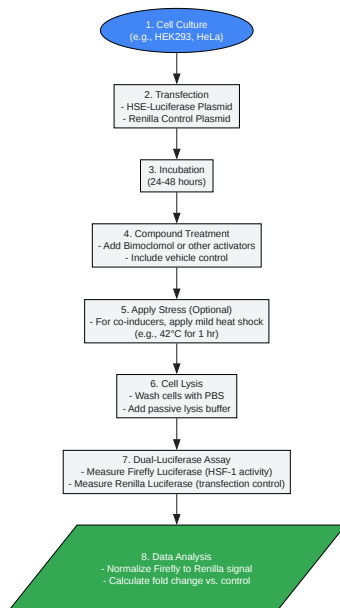 1. Cell Culture
(e.g., HEK293, HeLa)
2. Transfection
- HSE-Luciferase Plasmid
- Renilla Control Plasmid
3. Incubation
(24-48 hours)
4. Compound Treatment
- Add Bimoclomol or other activators
- Include vehicle control
5. Apply Stress (Optional)
- For co-inducers, apply mild heat shock
(e.g., 42°C for 1 hr)
6. Cell Lysis
- Wash cells with PBS
- Add passive lysis buffer
7. Dual-Luciferase Assay
- Measure Firefly Luciferase (HSF-1 activity)
- Measure Renilla Luciferase (transfection control)
8. Data Analysis
- Normalize Firefly to Renilla signal
- Calculate fold change vs. control